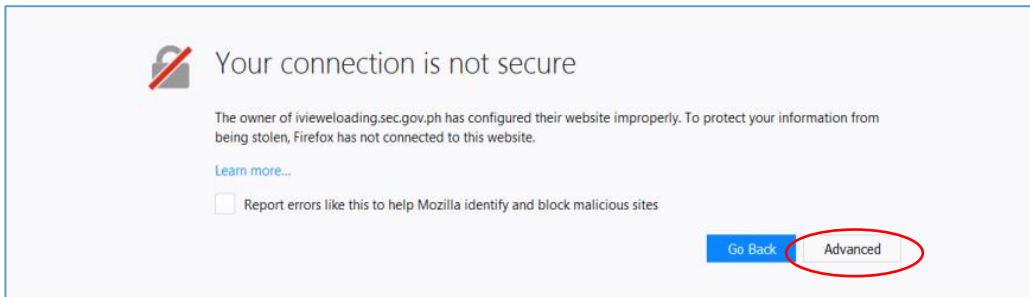 Your connection is not secure
The owner of ivieweloading.sec.gov.ph has configured their website improperly. To protect your information from
being stolen, Firefox has not connected to this website.
Learn more...
Report errors like this to help Mozilla identify and block malicious sites
Go Back Advanced